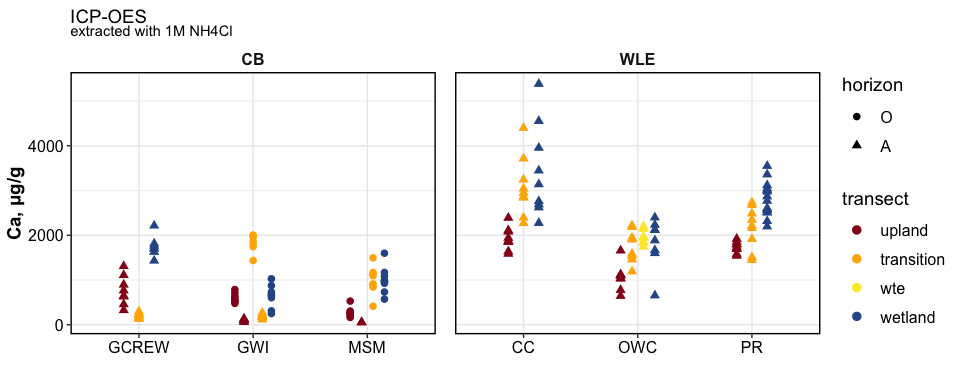 ICP-OES
extracted with 1M NH4Cl
CB
WLE
Ca, µg/g
4000
2000
0
GCREW
GWI
MSM
CC
OWC
PR
horizon
O
A
transect
upland
transition
wte
wetland